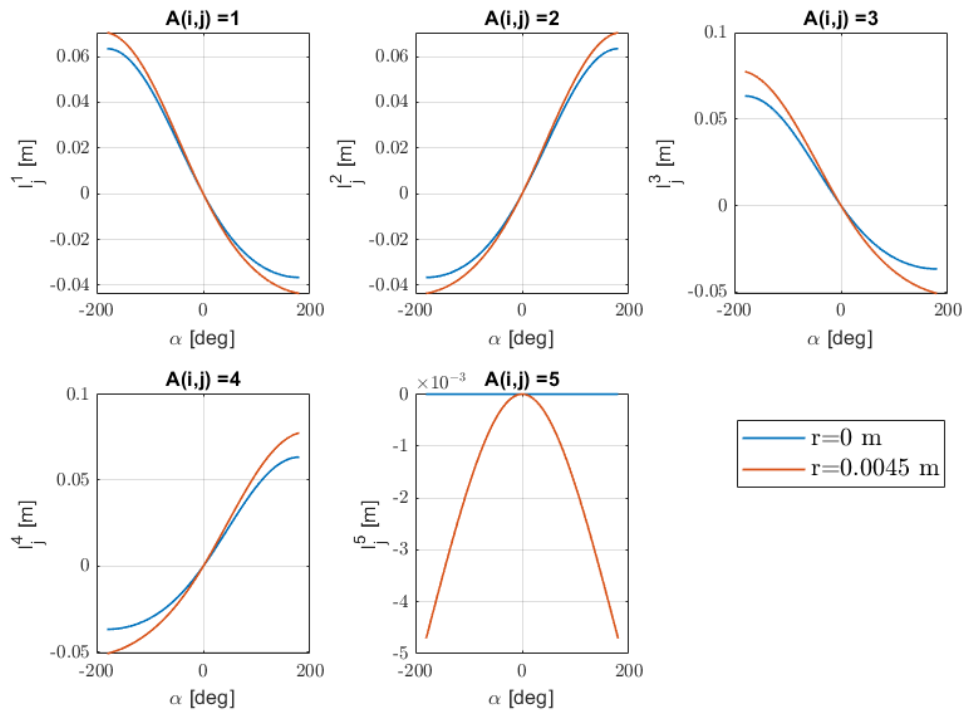 A(i,j) =1
0.06
0.04
0.02
0
-0.02
-0.04
-200 0 200
α [deg]
l_j^1 [m]
A(i,j) =2
0.06
0.04
0.02
0
-0.02
-0.04
-200 0 200
α [deg]
l_j^2 [m]
A(i,j) =3
0.1
0.05
0
-0.05
-200 0 200
α [deg]
l_j^3 [m]
A(i,j) =4
0.1
0.05
0
-0.05
-200 0 200
α [deg]
l_j^4 [m]
A(i,j) =5
×10⁻³
0
-1
-2
-3
-4
-5
-200 0 200
α [deg]
l_j^5 [m]
r=0 m
r=0.0045 m